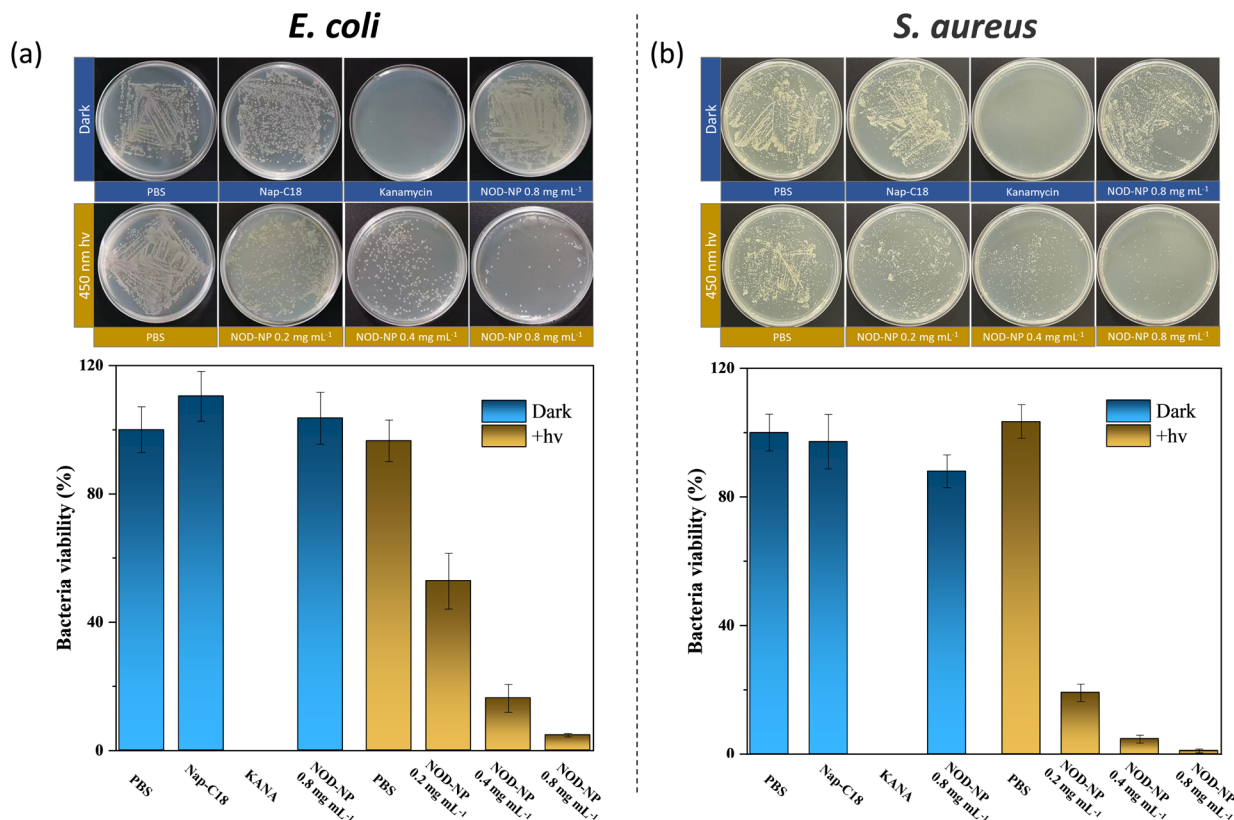 E. coli
S. aureus
(a)
(b)
Dark
PBS
Nap-C18
Kanamycin
NOD-NP 0.8 mg mL⁻¹
450 nm hv
PBS
NOD-NP 0.2 mg mL⁻¹
NOD-NP 0.4 mg mL⁻¹
NOD-NP 0.8 mg mL⁻¹
Dark
PBS
Nap-C18
Kanamycin
NOD-NP 0.8 mg mL⁻¹
450 nm hv
PBS
NOD-NP 0.2 mg mL⁻¹
NOD-NP 0.4 mg mL⁻¹
NOD-NP 0.8 mg mL⁻¹
Bacteria viability (%)
120
80
40
0
Dark
+hv
PBS
Nap-C18
KANA
NOD-NP
0.8 mg mL⁻¹
PBS
NOD-NP
0.2 mg mL⁻¹
NOD-NP
0.4 mg mL⁻¹
NOD-NP
0.8 mg mL⁻¹
Bacteria viability (%)
120
80
40
0
Dark
+hv
PBS
Nap-C18
KANA
NOD-NP
0.8 mg mL⁻¹
PBS
NOD-NP
0.2 mg mL⁻¹
NOD-NP
0.4 mg mL⁻¹
NOD-NP
0.8 mg mL⁻¹